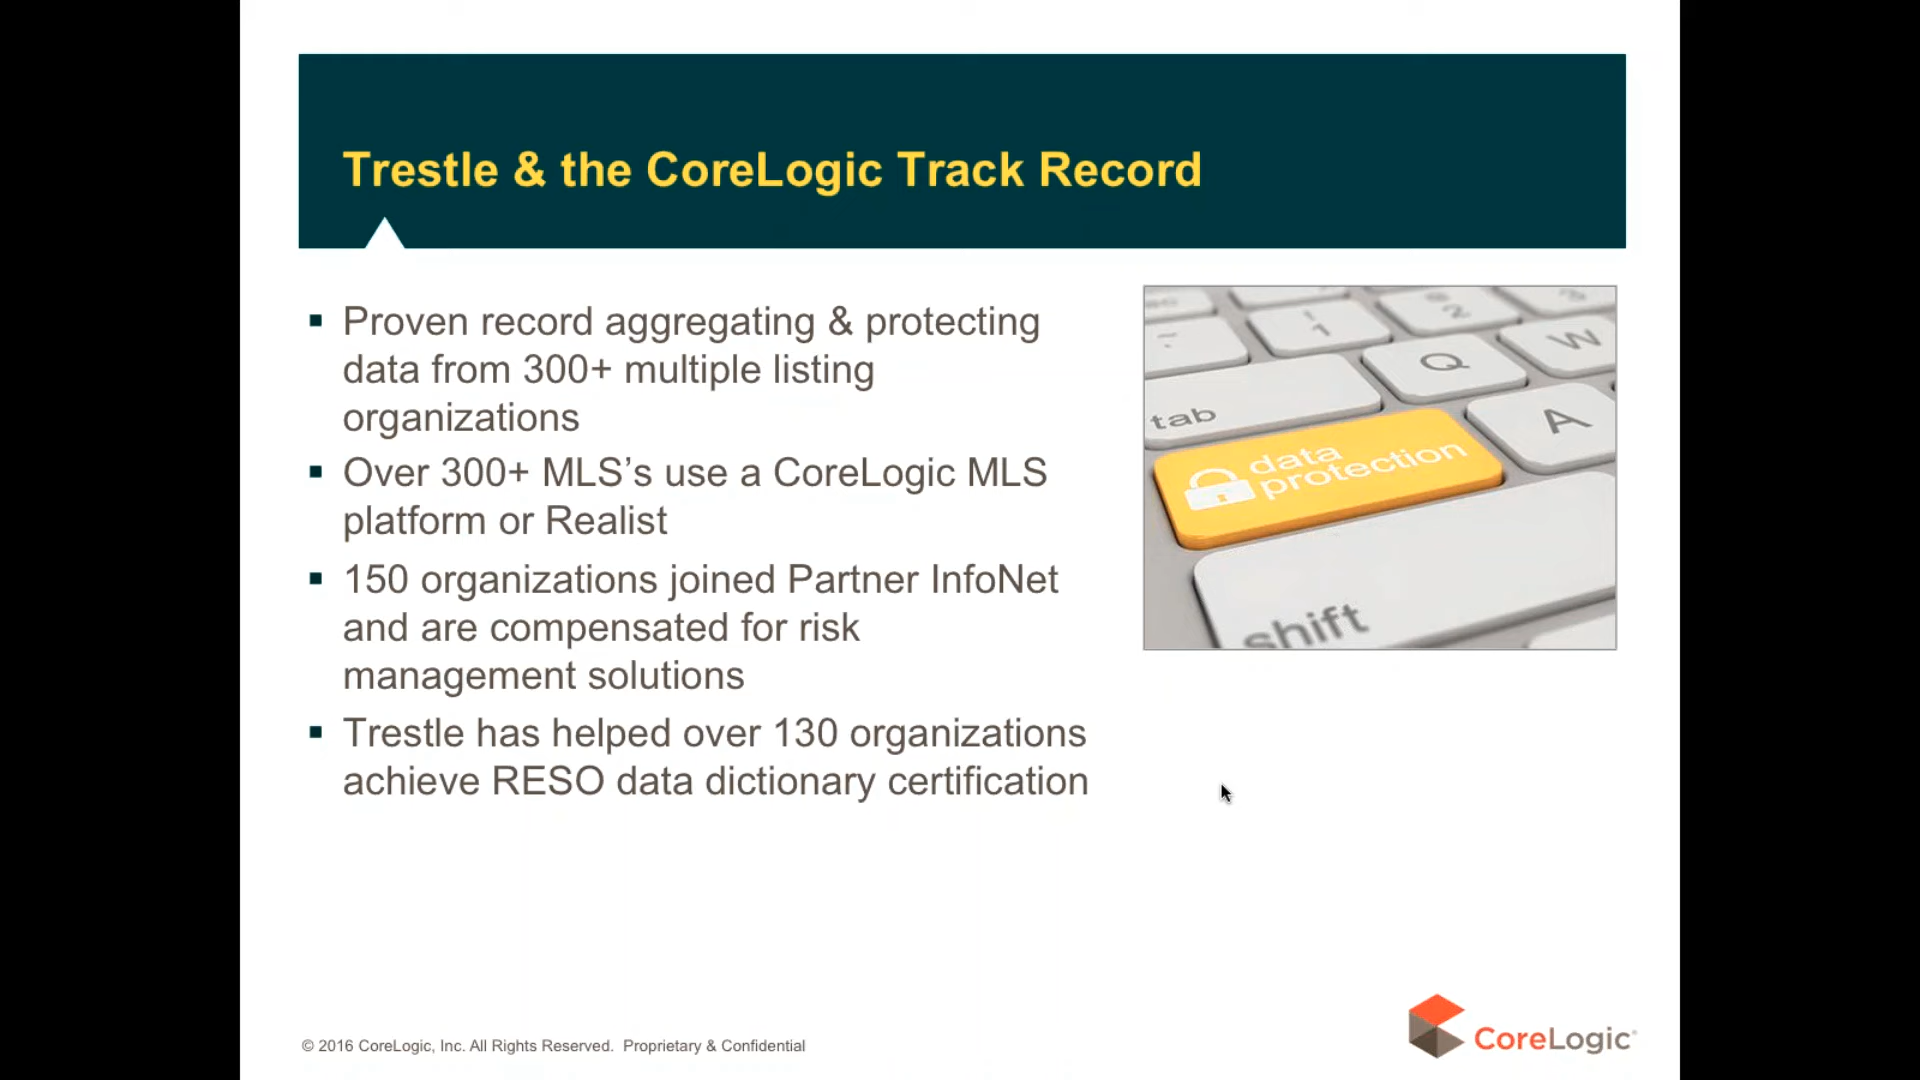 Trestle & the CoreLogic Track Record
Proven record aggregating & protecting
data from 300+ multiple listing
organizations
Over 300+ MLS’s use a CoreLogic MLS
platform or Realist
150 organizations joined Partner InfoNet
and are compensated for risk
management solutions
Trestle has helped over 130 organizations
achieve RESO data dictionary certification
1
2
Q
W
tab
A
data
protection
shift
© 2016 CoreLogic, Inc. All Rights Reserved. Proprietary & Confidential
CoreLogic